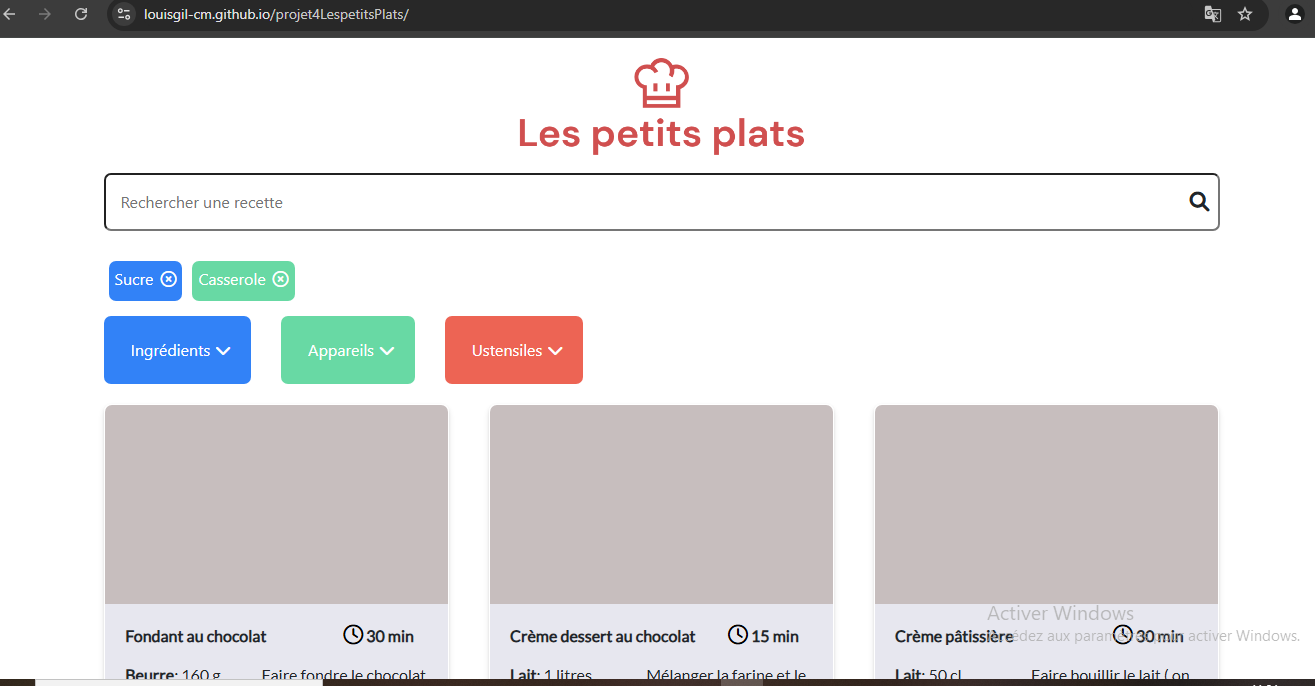 louisgil-cm.github.io/projet4LespetitsPlats/
Les petits plats
Rechercher une recette
Sucre Casserole
Ingrédients Appareils Ustensiles
Activer Windows
Fondant au chocolat 30 min Crème dessert au chocolat 15 min Crème pâtissière 30 min
Accédez aux paramètres pour activer Windows.
Beurre: 160 g Faire fondre le chocolat Lait: 1 litres Mélanger la farine et le Lait: 50 cl Faire bouillir le lait ( on